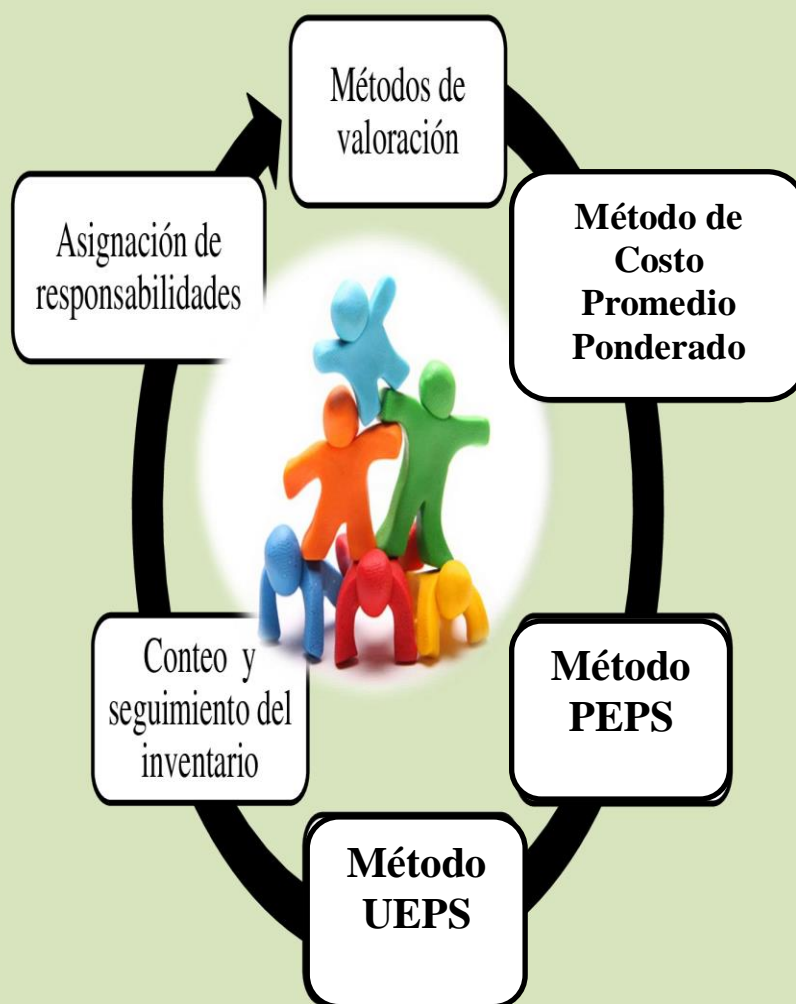 Métodos de
valoración
Método de
Costo
Promedio
Ponderado
Método
PEPS
Método
UEPS
Conteo y
seguimiento del
inventario
Asignación de
responsabilidades